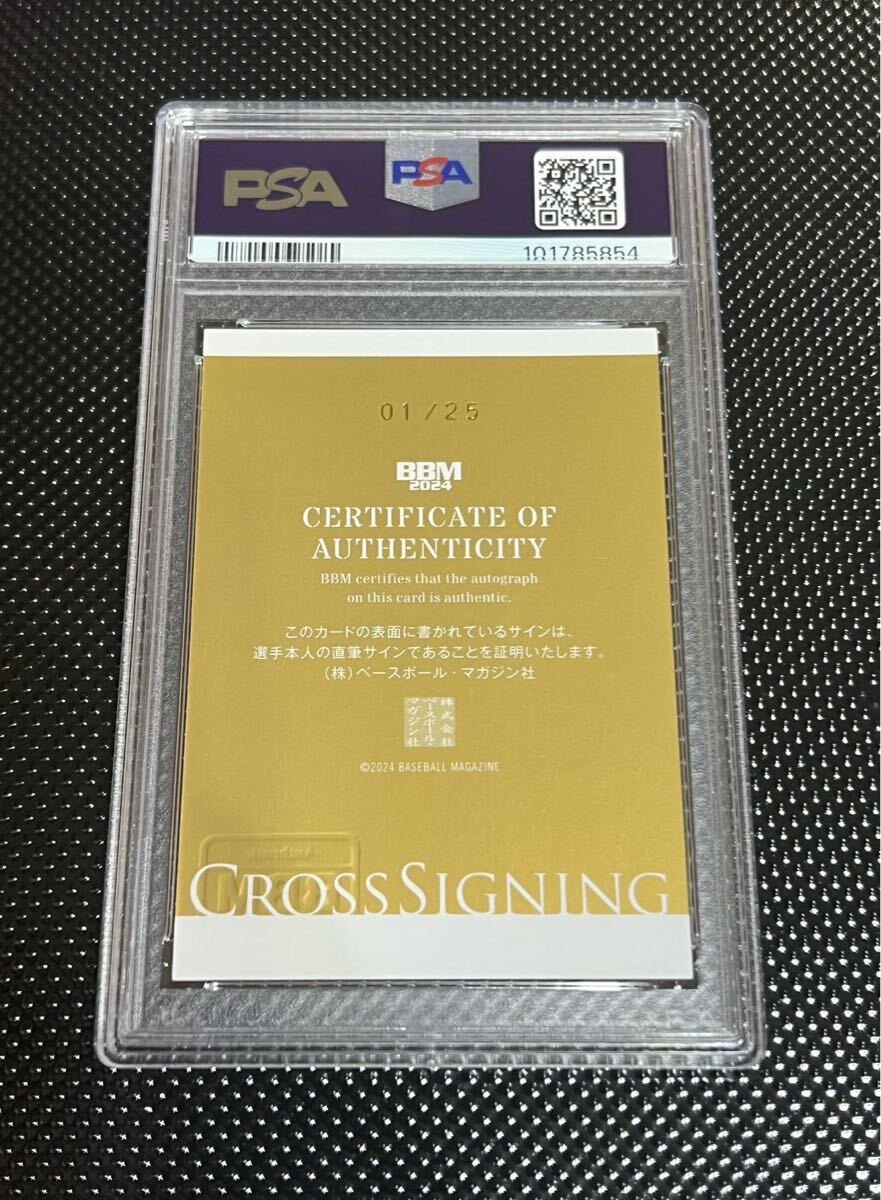 PSA
PSA
101785854
01/25
BBM
2024
CERTIFICATE OF
AUTHENTICITY
BBM certifies that the autograph
on this card is authentic.
このカードの表面に書かれているサインは、
選手本人の直筆サインであることを証明いたします。
(株)ベースボール・マガジン社
株式会社
ベースボール・
マガジン社
©2024 BASEBALL MAGAZINE
CROSSSIGNING